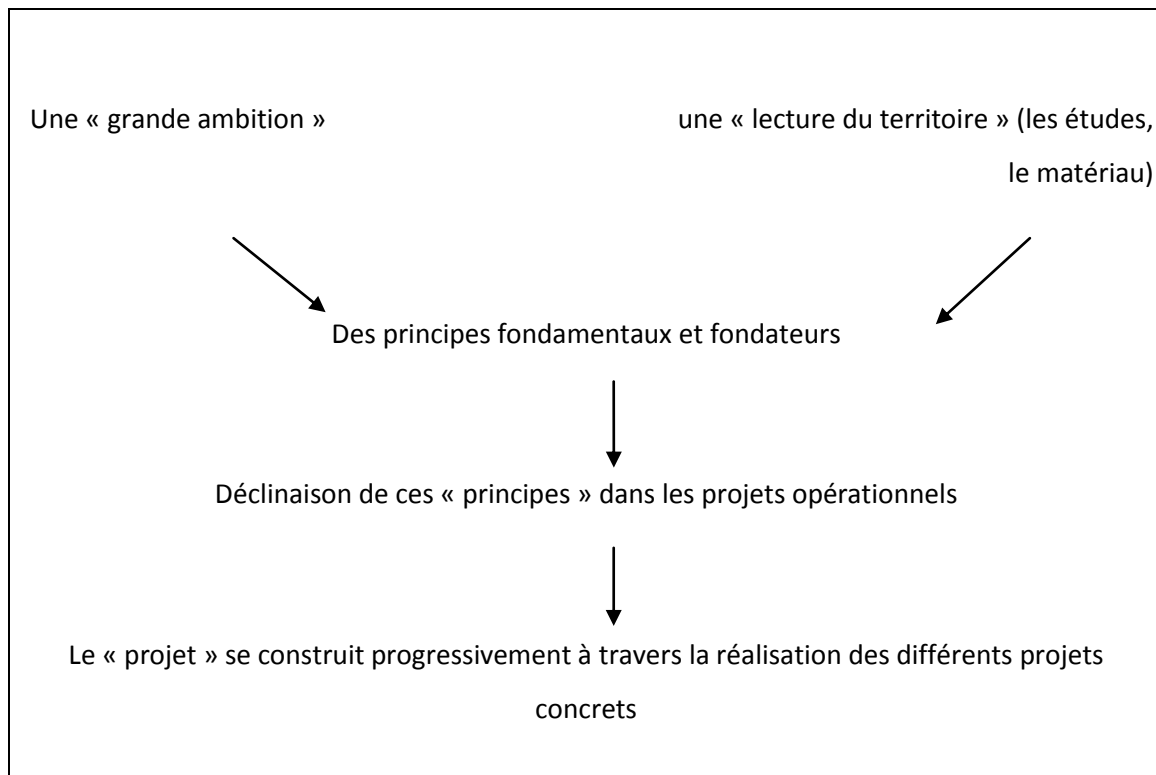 Une « grande ambition »
une « lecture du territoire » (les études,
le matériau)
Des principes fondamentaux et fondateurs
Déclinaison de ces « principes » dans les projets opérationnels
Le « projet » se construit progressivement à travers la réalisation des différents projets
concrets